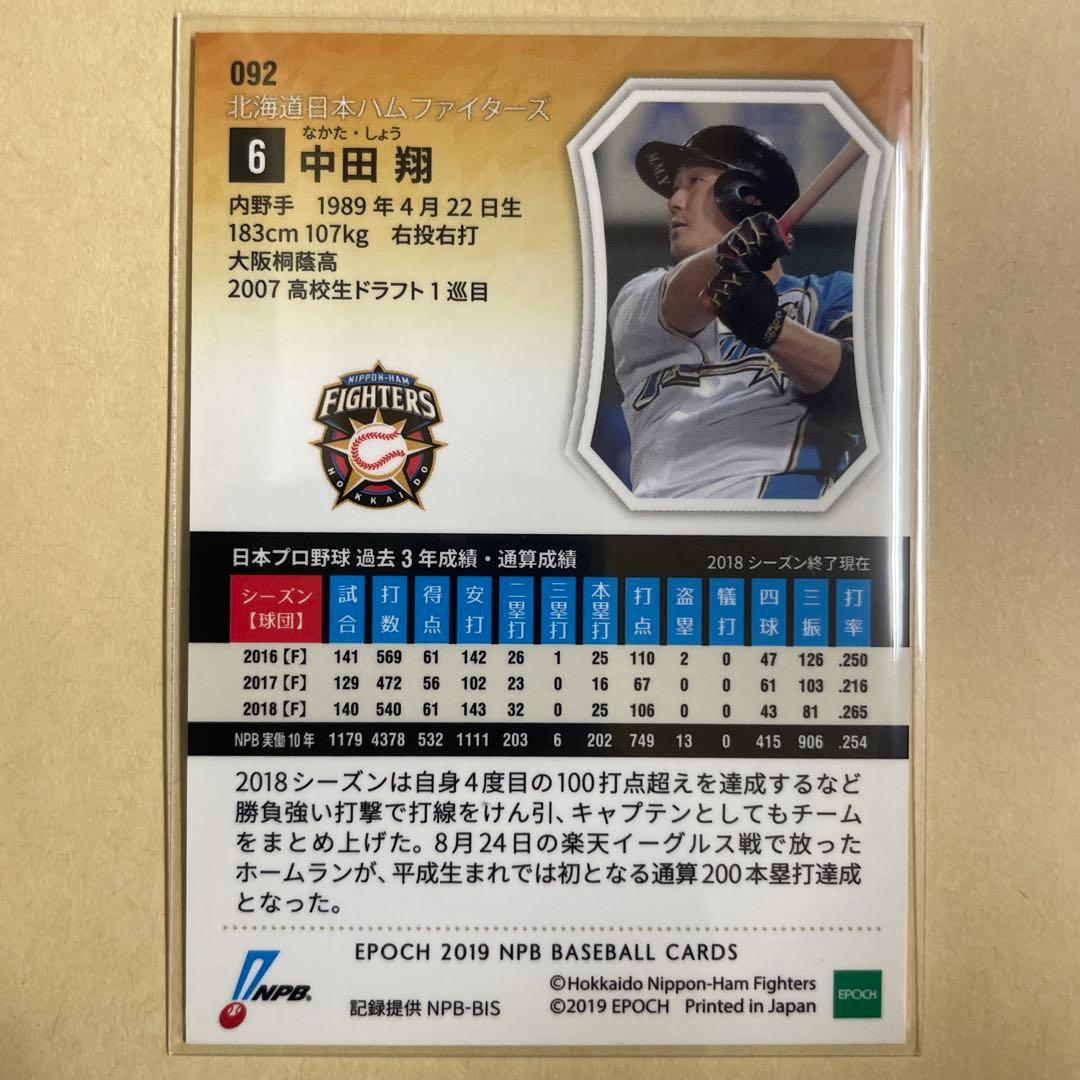 092
北海道日本ハムファイターズ
なかた・しょう
6 中田 翔
内野手 1989年4月22日生
183cm 107kg 右投右打
大阪桐蔭高
2007 高校生ドラフト1巡目
M.M.Y
NIPPON-HAM
FIGHTERS
HOKKAIDO
日本プロ野球 過去3年成績・通算成績 2018 シーズン終了現在
シーズン【球団】 試合 打数 得点 安打 二塁打 三塁打 本塁打 打点 盗塁 犠打 四球 三振 打率
2016【F】 141 569 61 142 26 1 25 110 2 0 47 126 .250
2017【F】 129 472 56 102 23 0 16 67 0 0 61 103 .216
2018【F】 140 540 61 143 32 0 25 106 0 0 43 81 .265
NPB 実働10年 1179 4378 532 1111 203 6 202 749 13 0 415 906 .254
2018シーズンは自身4度目の100打点超えを達成するなど
勝負強い打撃で打線をけん引、キャプテンとしてもチーム
をまとめ上げた。8月24日の楽天イーグルス戦で放った
ホームランが、平成生まれでは初となる通算200本塁打達成
となった。
EPOCH 2019 NPB BASEBALL CARDS
NPB.
記録提供 NPB-BIS
©Hokkaido Nippon-Ham Fighters
©2019 EPOCH Printed in Japan
EPOCH